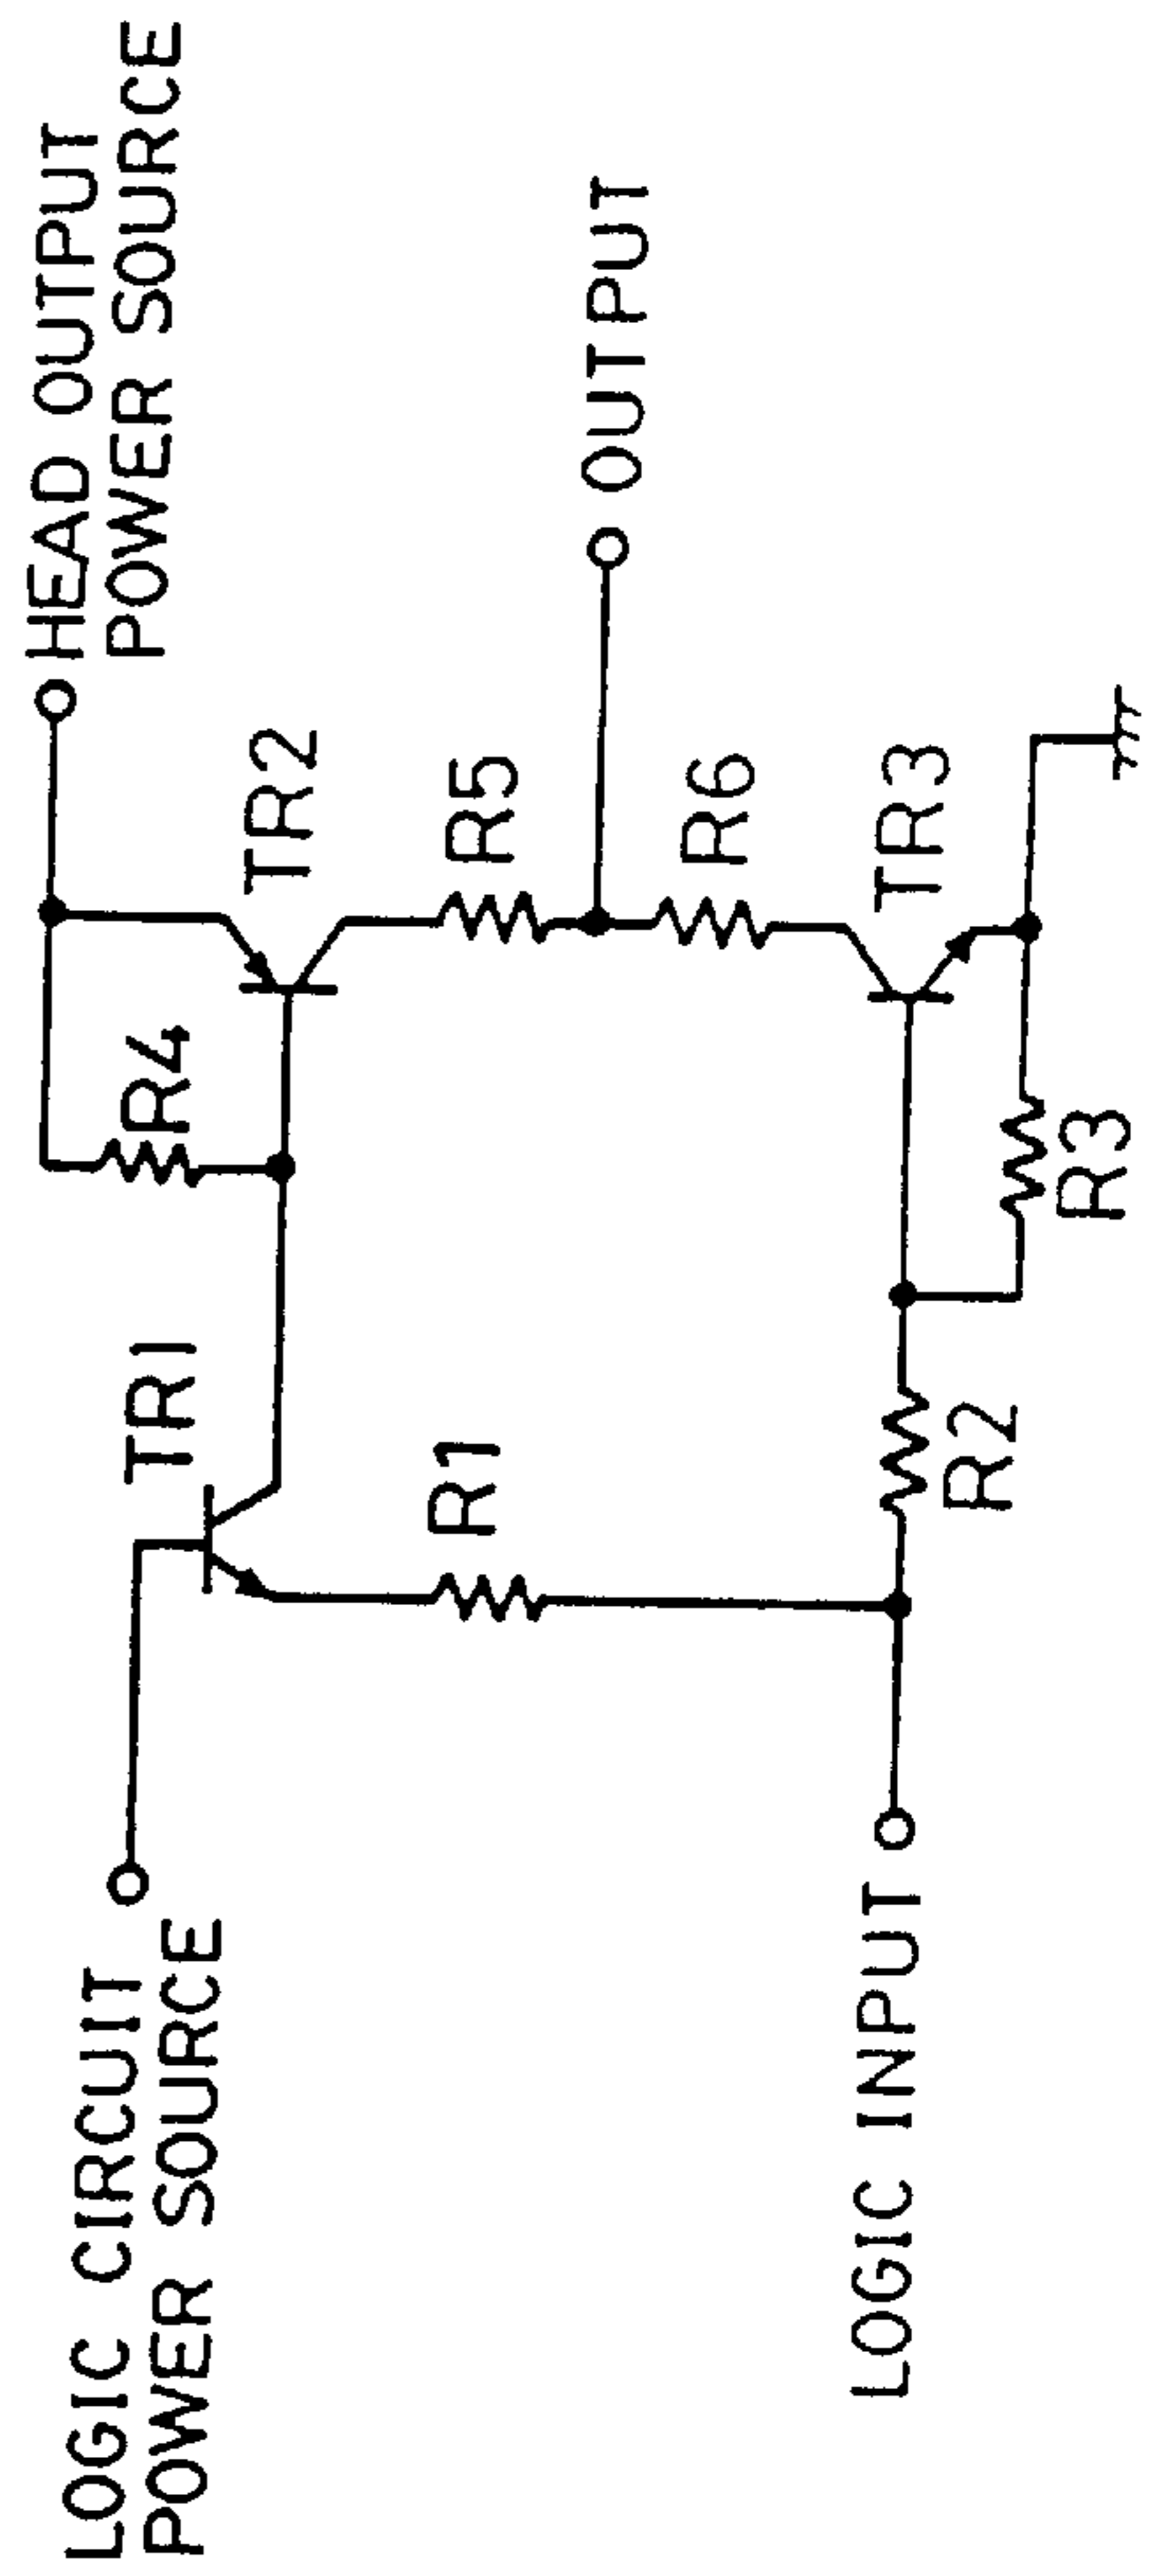 HEAD OUTPUT
POWER SOURCE
LOGIC CIRCUIT
POWER SOURCE
TR1
R4
TR2
R1
R5
OUTPUT
R6
LOGIC INPUT
R2
TR3
R3